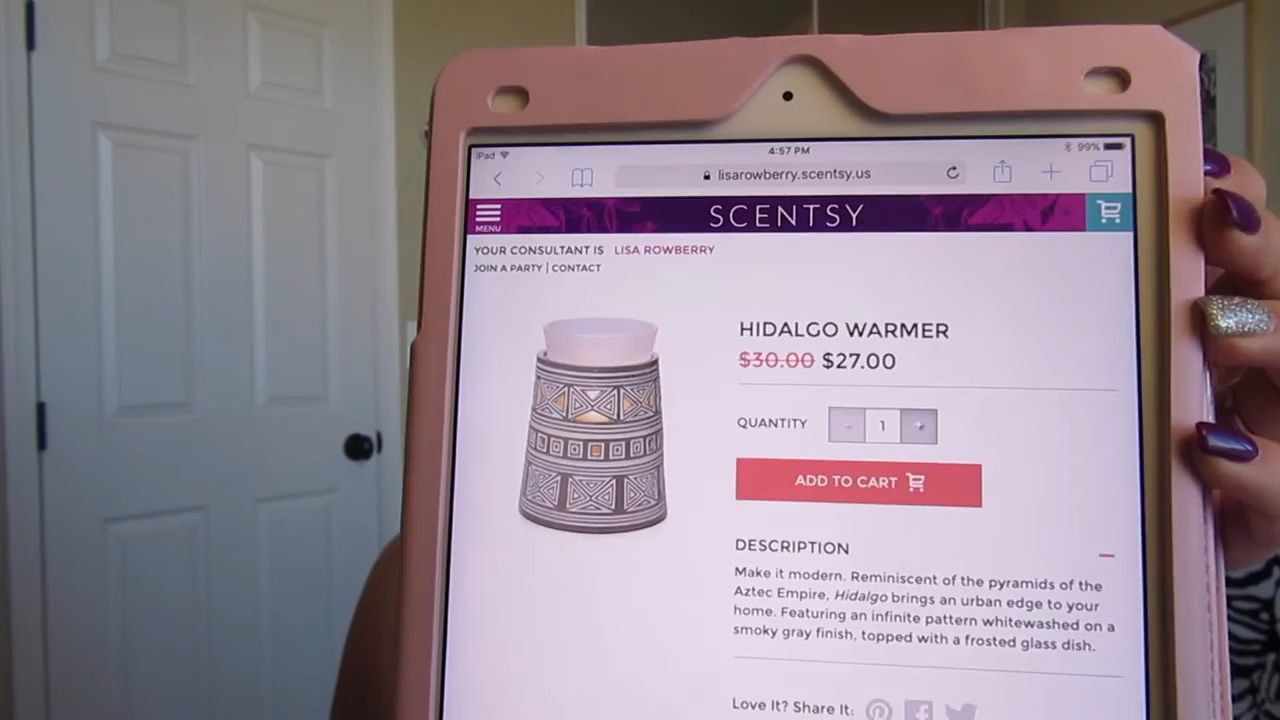 iPad
4:57 PM
99%
lisarowberry.scentsy.us
MENU
SCENTSY
YOUR CONSULTANT IS LISA ROWBERRY
JOIN A PARTY | CONTACT
HIDALGO WARMER
$30.00 $27.00
QUANTITY - 1 +
ADD TO CART
DESCRIPTION
Make it modern. Reminiscent of the pyramids of the
Aztec Empire, Hidalgo brings an urban edge to your
home. Featuring an infinite pattern whitewashed on a
smoky gray finish, topped with a frosted glass dish.
Love It? Share It: